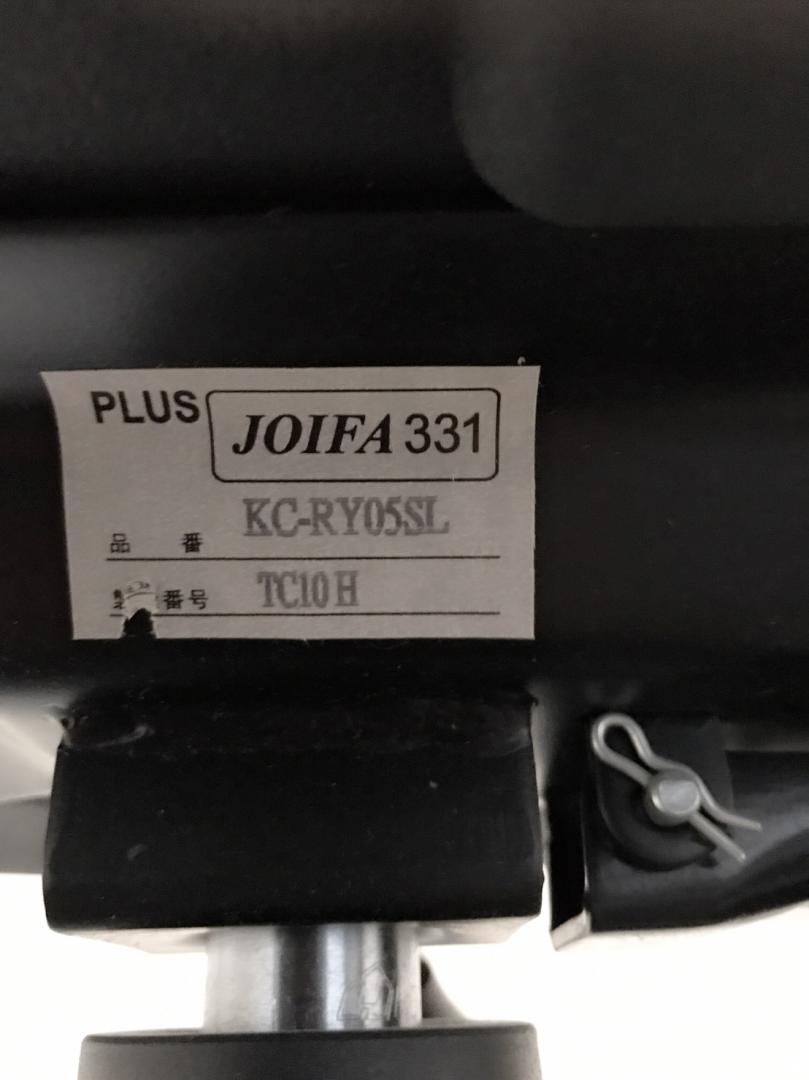 PLUS JOIFA 331
品番 KC-RY05SL
番号 TC10H